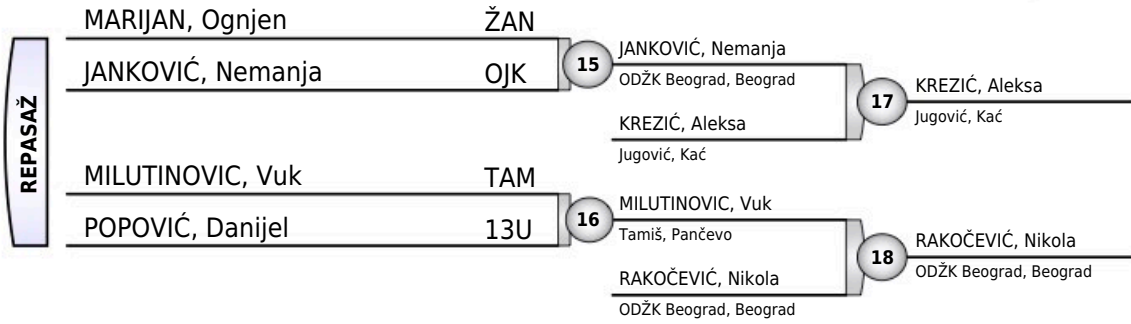 REPASAŽ
MARIJAN, Ognjen ŽAN
JANKOVIĆ, Nemanja OJK
MILUTINOVIC, Vuk TAM
POPOVIĆ, Danijel 13U
15
JANKOVIĆ, Nemanja
ODŽK Beograd, Beograd
KREZIĆ, Aleksa
Jugović, Kać
16
MILUTINOVIC, Vuk
Tamiš, Pančevo
RAKOČEVIĆ, Nikola
ODŽK Beograd, Beograd
17
KREZIĆ, Aleksa
Jugović, Kać
18
RAKOČEVIĆ, Nikola
ODŽK Beograd, Beograd